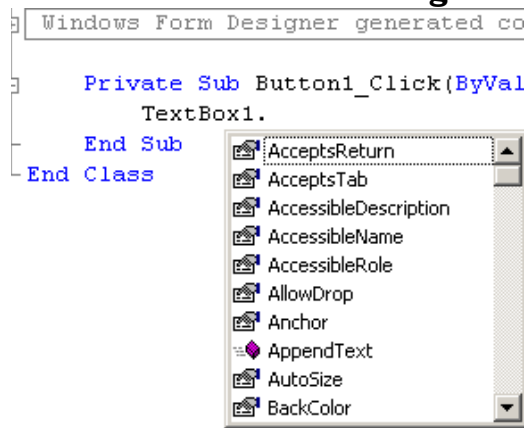 Windows Form Designer generated co
Private Sub Button1_Click(ByVal
TextBox1.
End Sub
End Class
AcceptsReturn
AcceptsTab
AccessibleDescription
AccessibleName
AccessibleRole
AllowDrop
Anchor
AppendText
AutoSize
BackColor